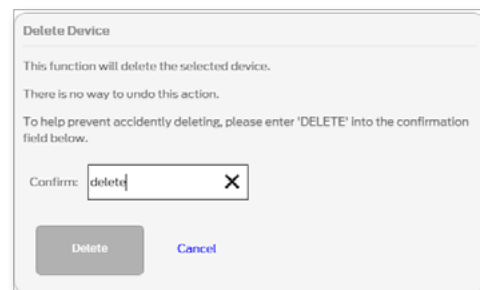 Delete Device
This function will delete the selected device.
There is no way to undo this action.
To help prevent accidently deleting, please enter 'DELETE' into the confirmation
field below.
Confirm: delete
Delete Cancel